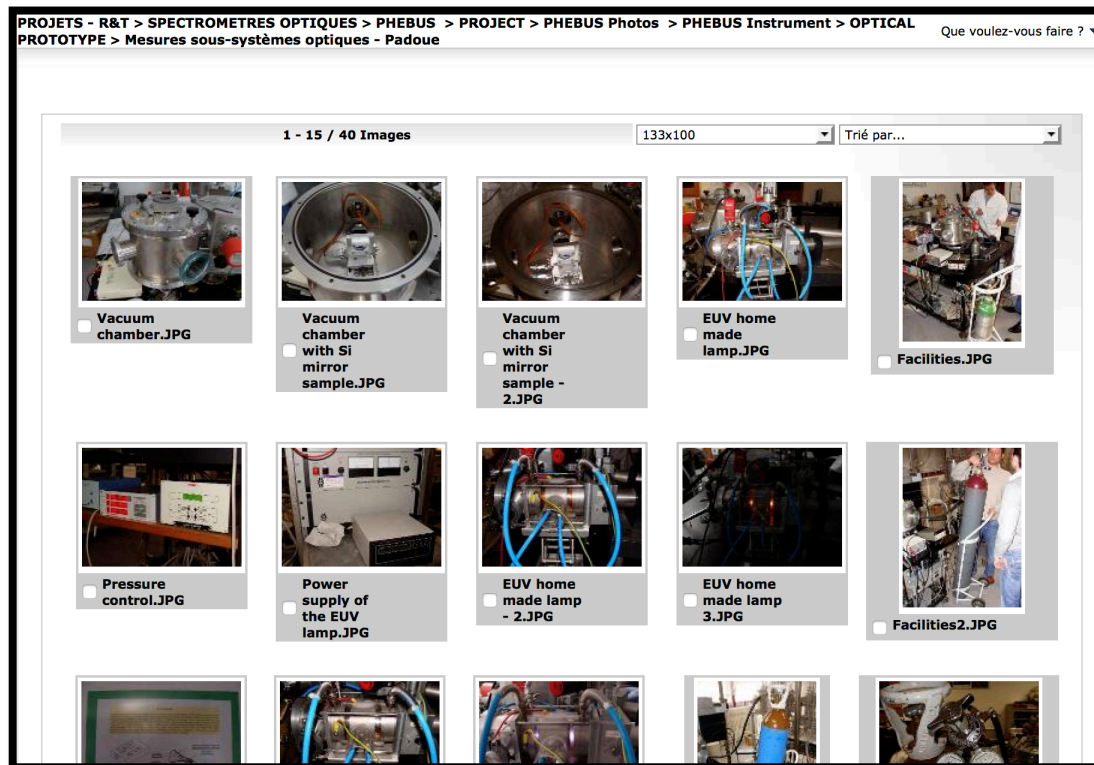 PROJETS - R&T > SPECTROMETRES OPTIQUES > PHEBUS > PROJECT > PHEBUS Photos > PHEBUS Instrument > OPTICAL
PROTOTYPE > Mesures sous-systèmes optiques - Padoue
Que voulez-vous faire ?
1 - 15 / 40 Images
133x100
Trié par...
Vacuum
chamber.JPG
Vacuum
chamber
with Si
mirror
sample.JPG
Vacuum
chamber
with Si
mirror
sample -
2.JPG
EUV home
made
lamp.JPG
Facilities.JPG
Pressure
control.JPG
Power
supply of
the EUV
lamp.JPG
EUV home
made lamp
- 2.JPG
EUV home
made lamp
3.JPG
Facilities2.JPG